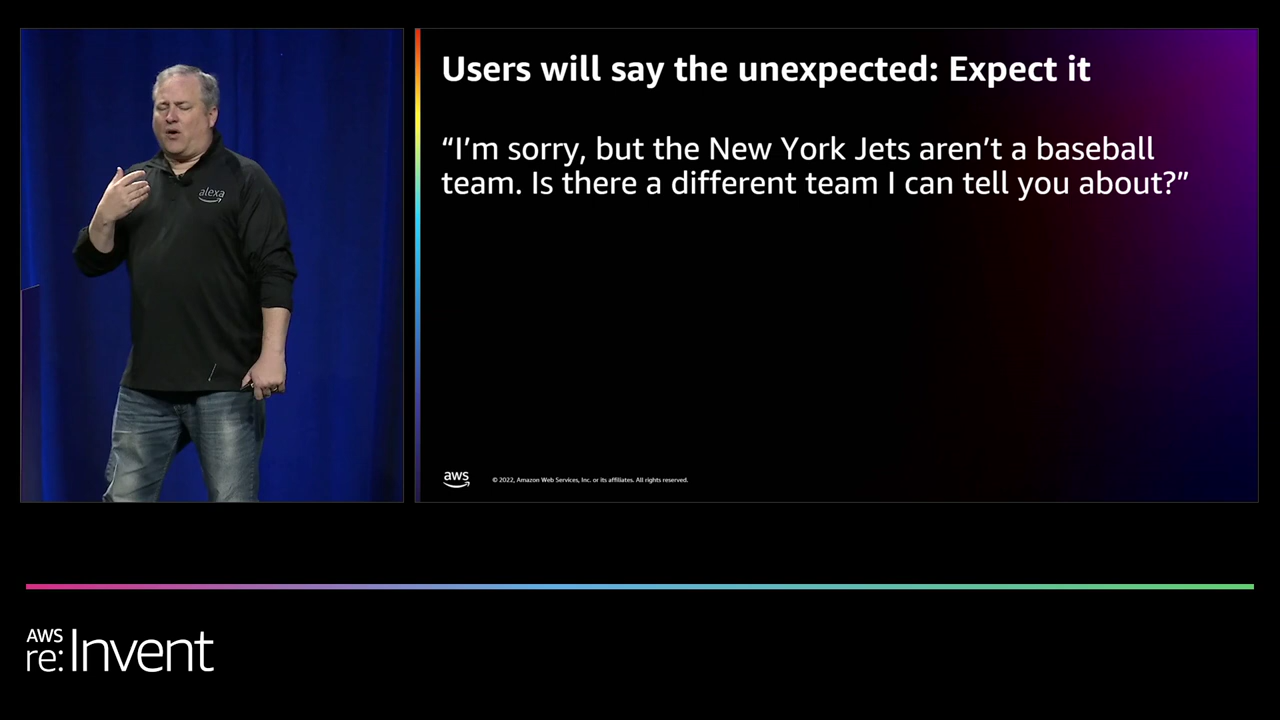 alexa
Users will say the unexpected: Expect it
“I’m sorry, but the New York Jets aren’t a baseball
team. Is there a different team I can tell you about?”
aws
© 2022, Amazon Web Services, Inc. or its affiliates. All rights reserved.
AWS
re:Invent